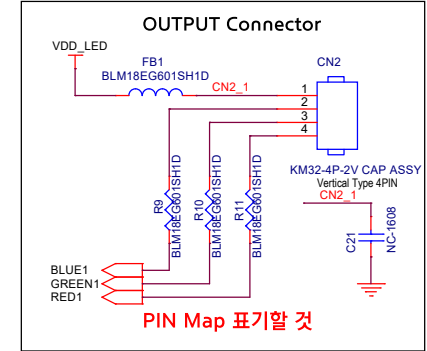 OUTPUT Connector
VDD_LED
FB1
BLM18EG601SH1D
CN2_1
CN2
1
2
3
4
KM32-4P-2V CAP ASSY
Vertical Type 4PIN
CN2_1
R9
BLM18EG601SH1D
R10
BLM18EG601SH1D
R11
BLM18EG601SH1D
C21
NC-1608
BLUE1
GREEN1
RED1
PIN Map 표기할 것